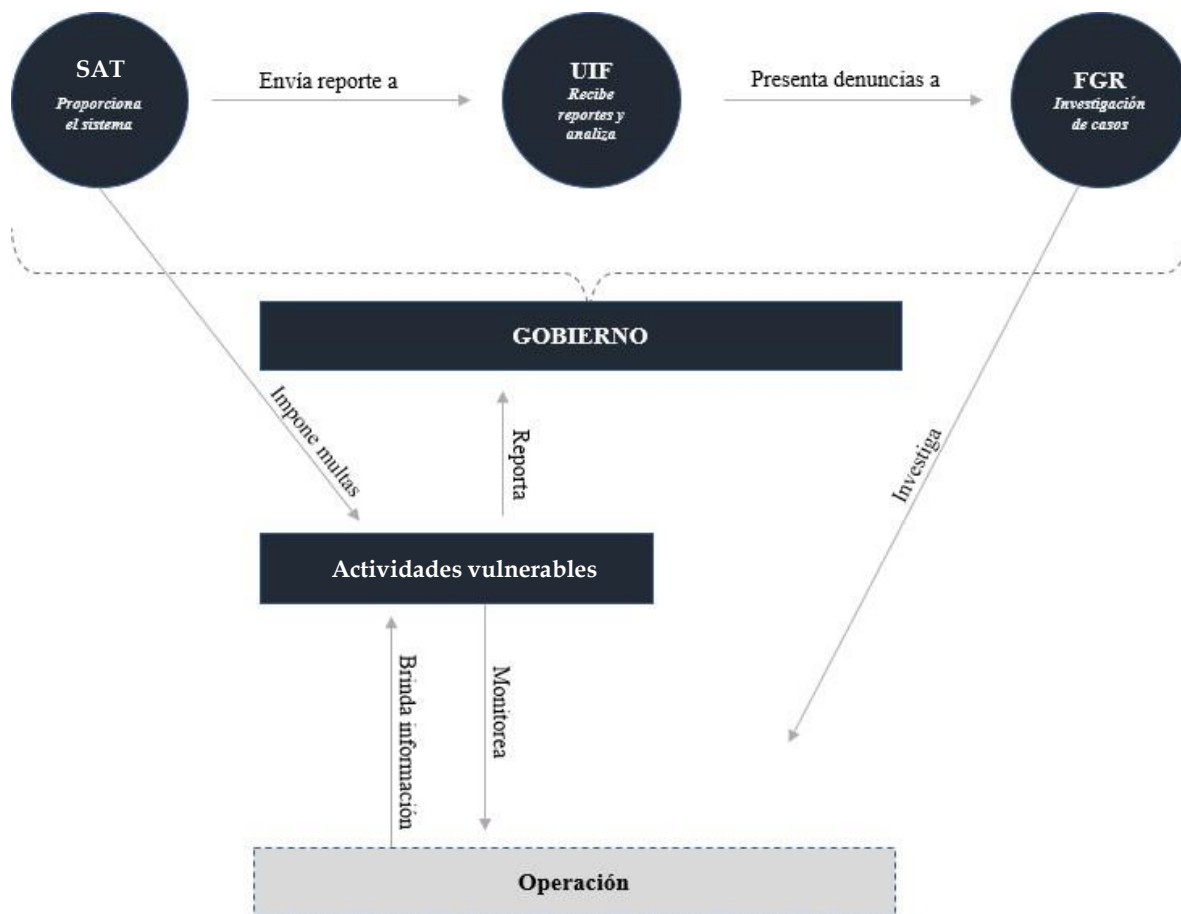 SAT
Proporciona
el sistema
Envía reporte a
UIF
Recibe
reportes y
analiza
Presenta denuncias a
FGR
Investigación
de casos
GOBIERNO
Impone multas
Reporta
Investiga
Actividades vulnerables
Brinda información
Monitorea
Operación